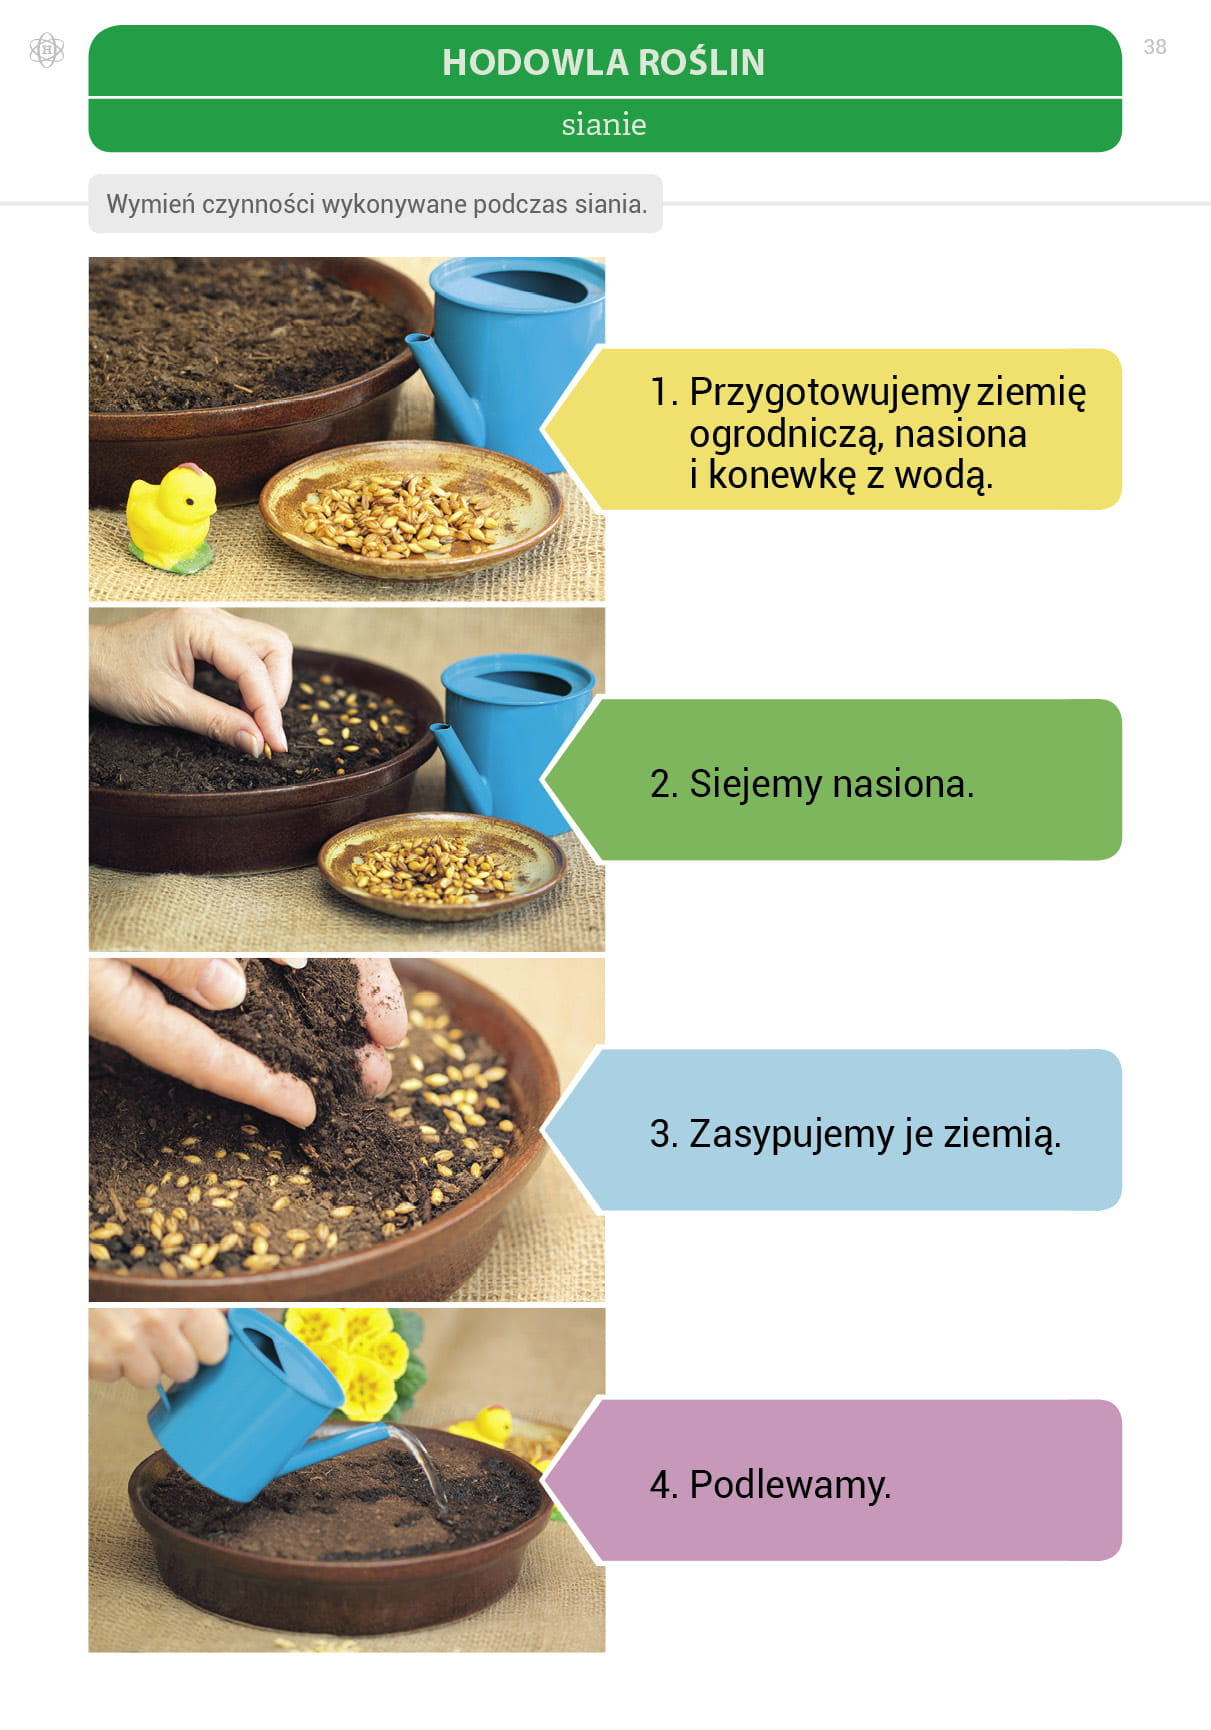 H
38
HODOWLA ROŚLIN
sianie
Wymień czynności wykonywane podczas siania.
1. Przygotowujemy ziemię
ogrodniczą, nasiona
i konewkę z wodą.
2. Siejemy nasiona.
3. Zasypujemy je ziemią.
4. Podlewamy.